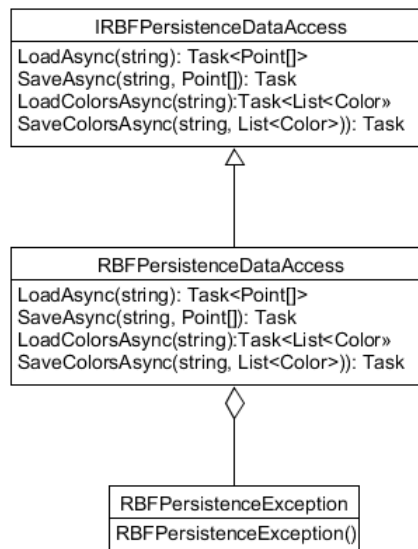 IRBFPersistenceDataAccess
LoadAsync(string): Task<Point[]>
SaveAsync(string, Point[]): Task
LoadColorsAsync(string):Task<List<Color»
SaveColorsAsync(string, List<Color>)): Task
RBFPersistenceDataAccess
LoadAsync(string): Task<Point[]>
SaveAsync(string, Point[]): Task
LoadColorsAsync(string):Task<List<Color»
SaveColorsAsync(string, List<Color>)): Task
RBFPersistenceException
RBFPersistenceException()